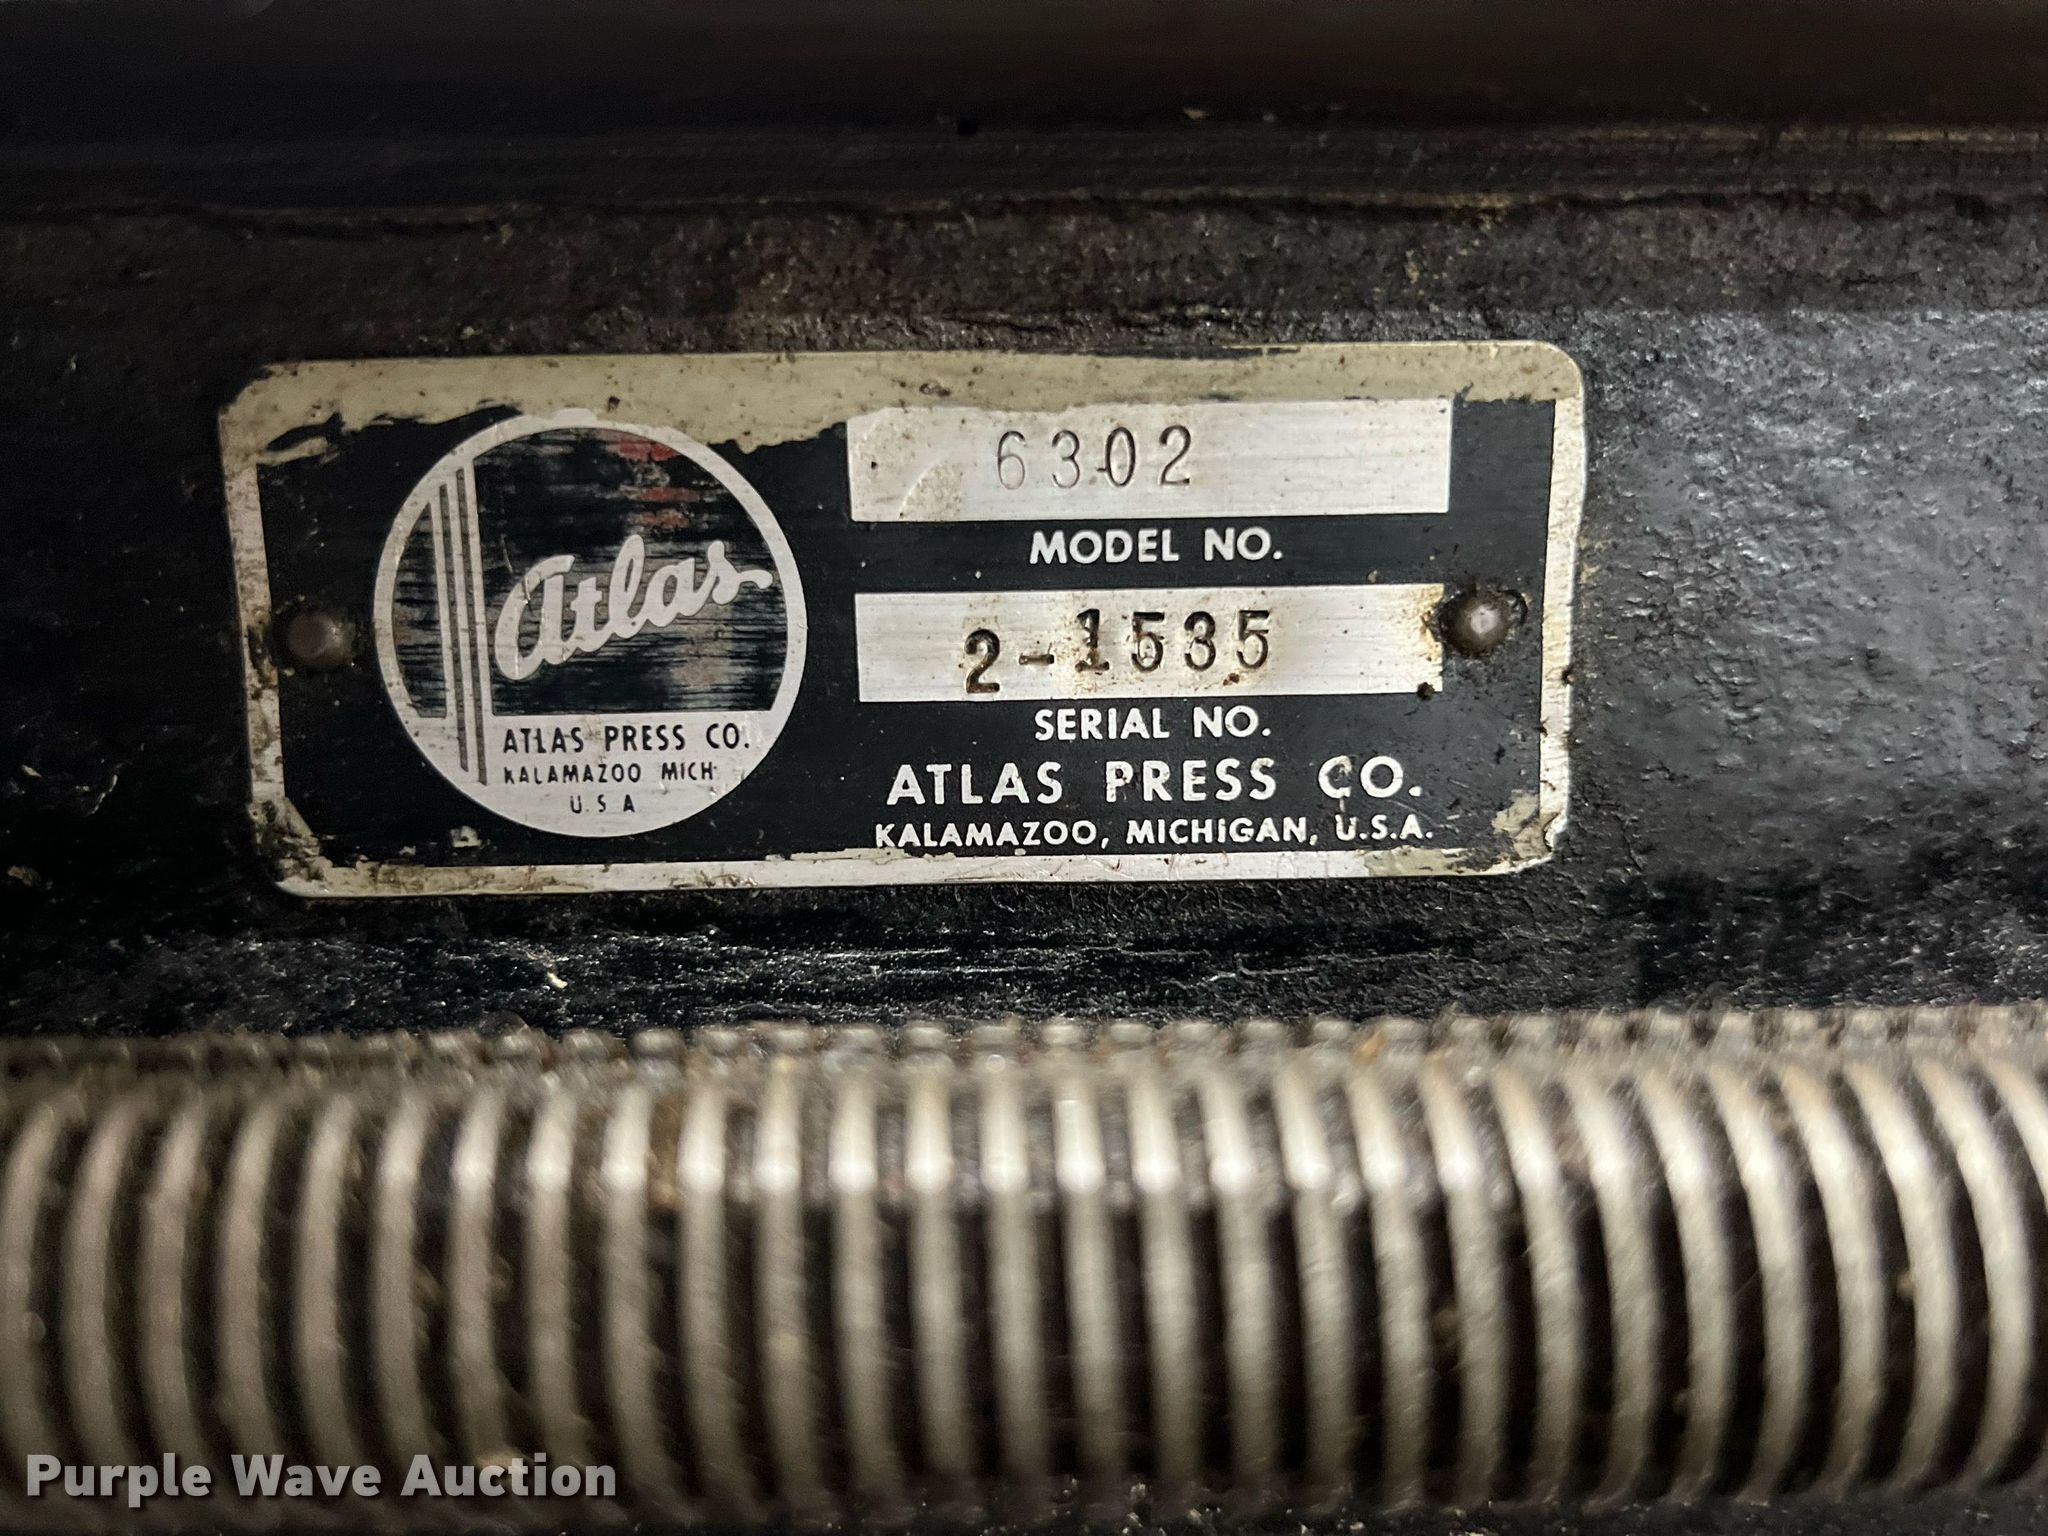 Atlas
ATLAS PRESS CO.
KALAMAZOO MICH
U.S A
6302
MODEL NO.
2-1535
SERIAL NO.
ATLAS PRESS CO.
KALAMAZOO, MICHIGAN, U.S.A.
Purple Wave Auction